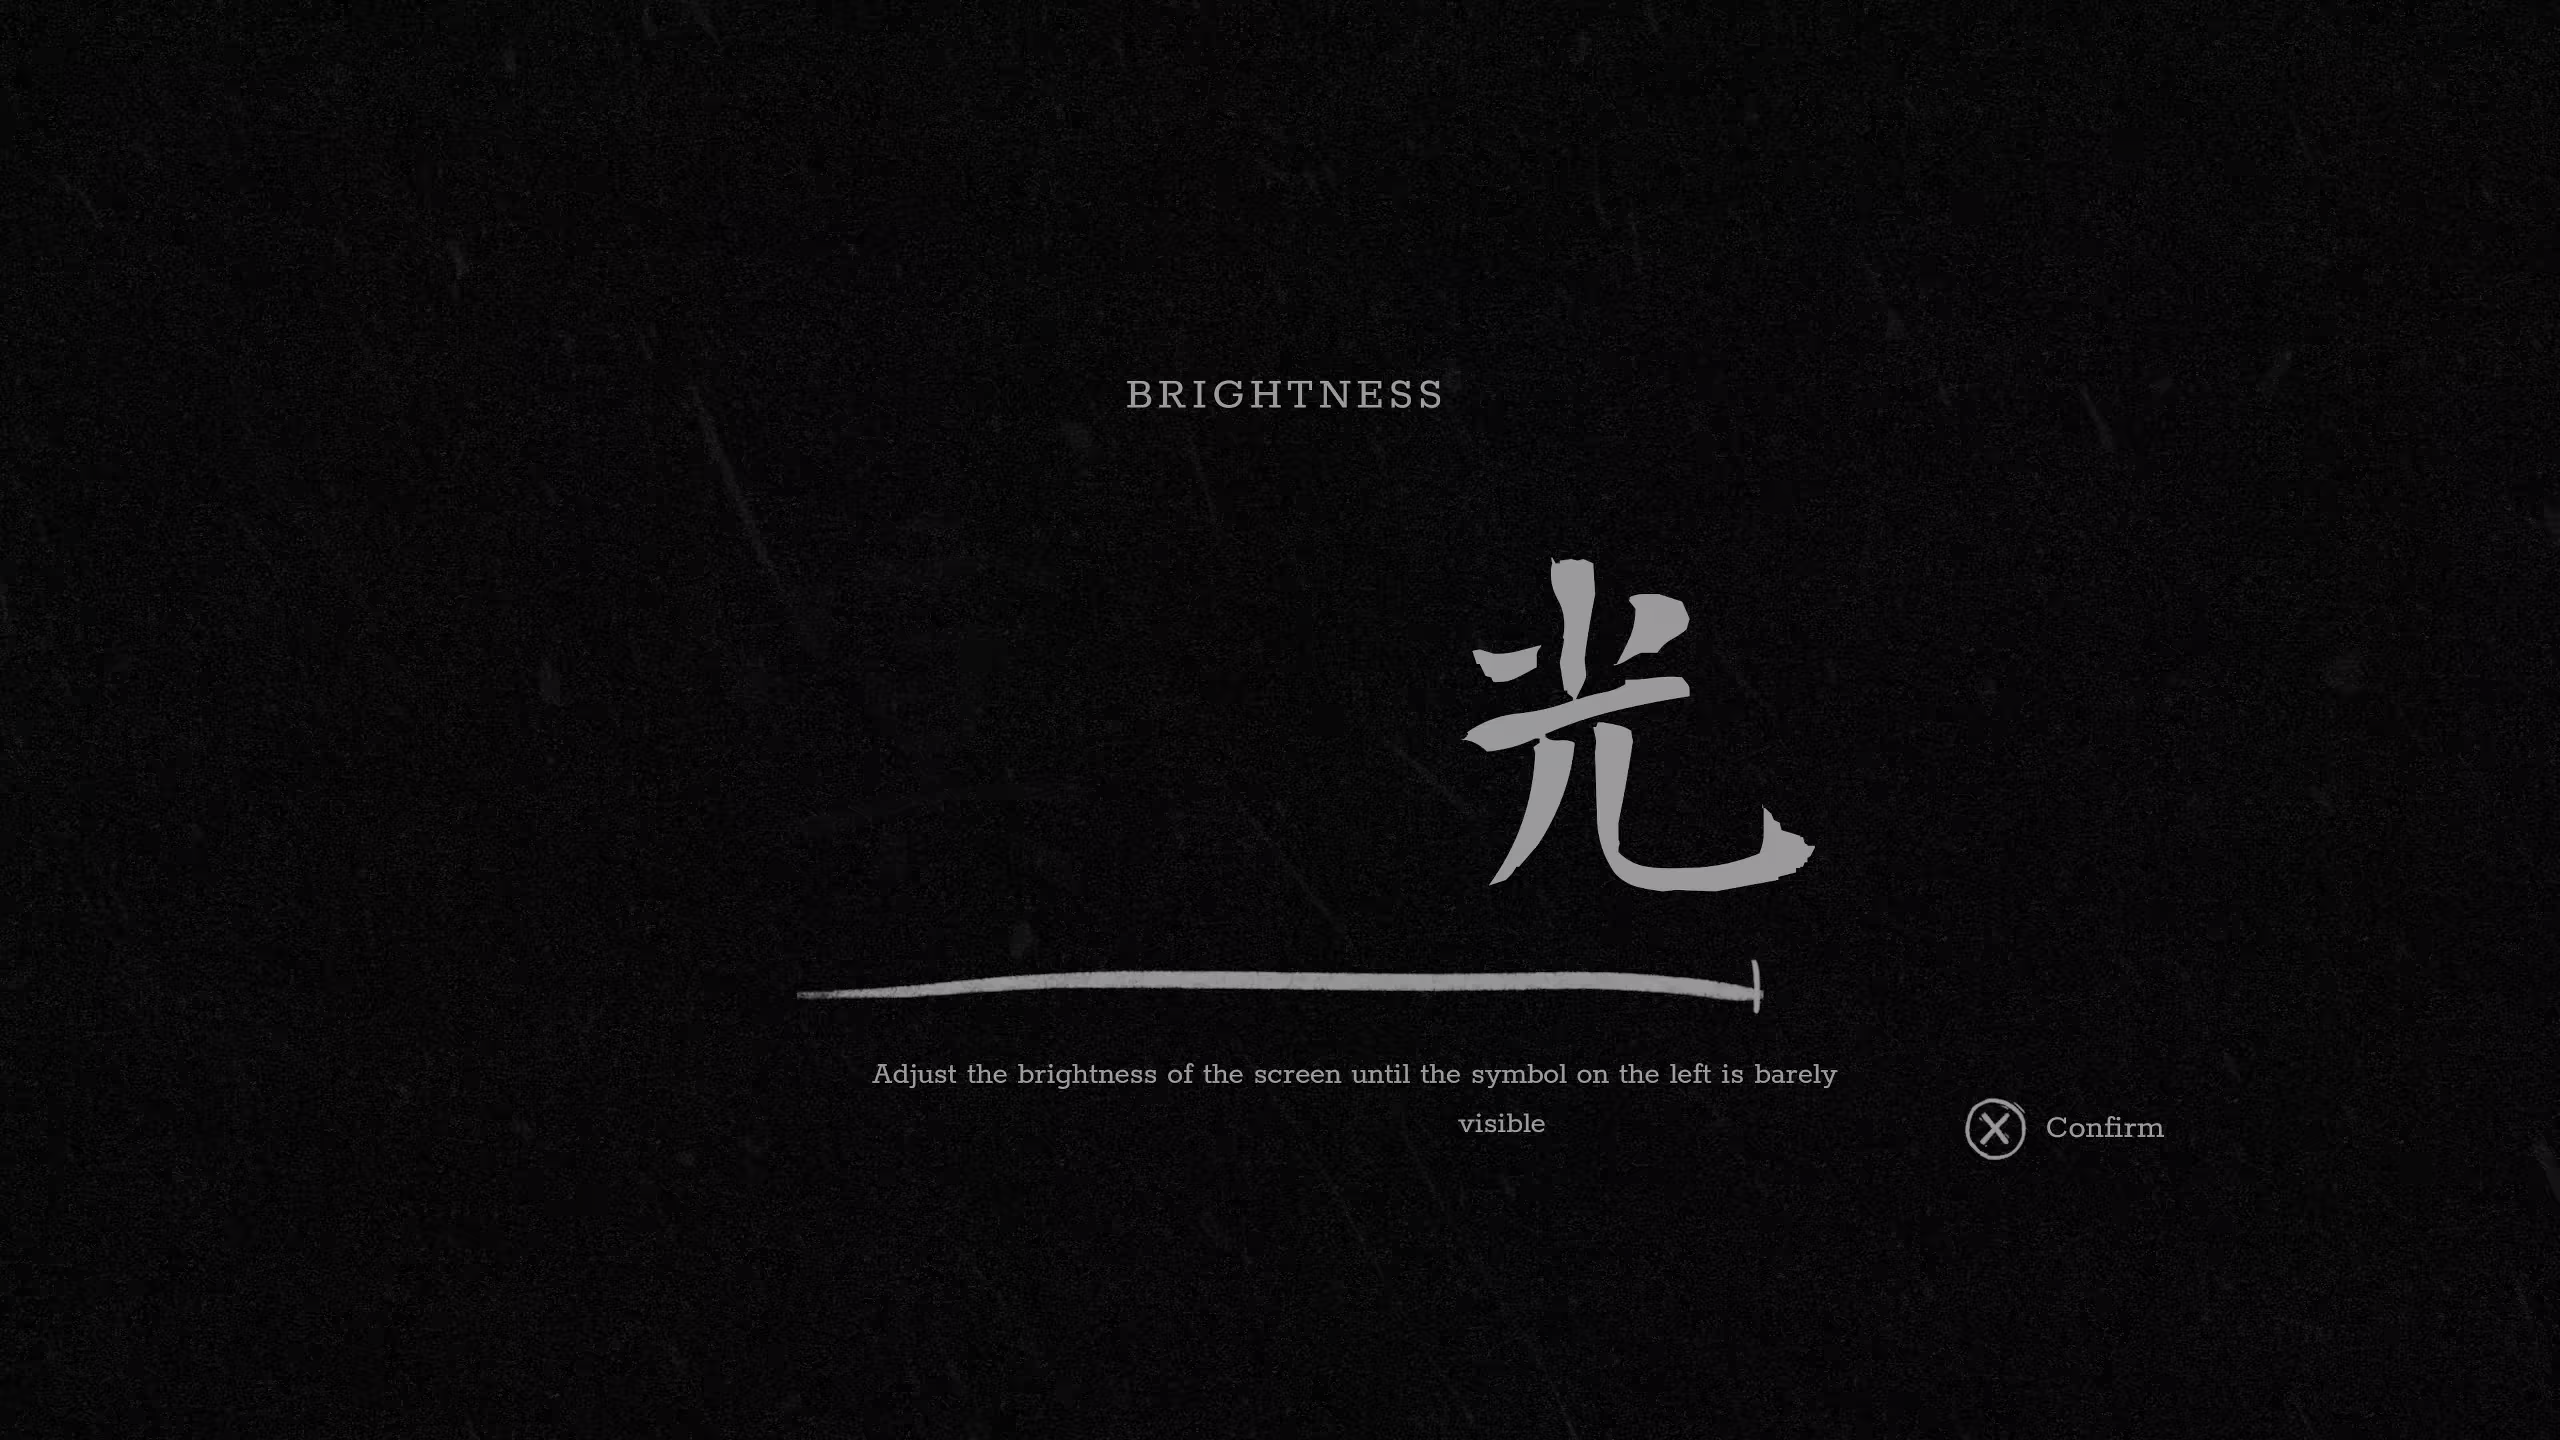 BRIGHTNESS
光
Adjust the brightness of the screen until the symbol on the left is barely
visible
Confirm